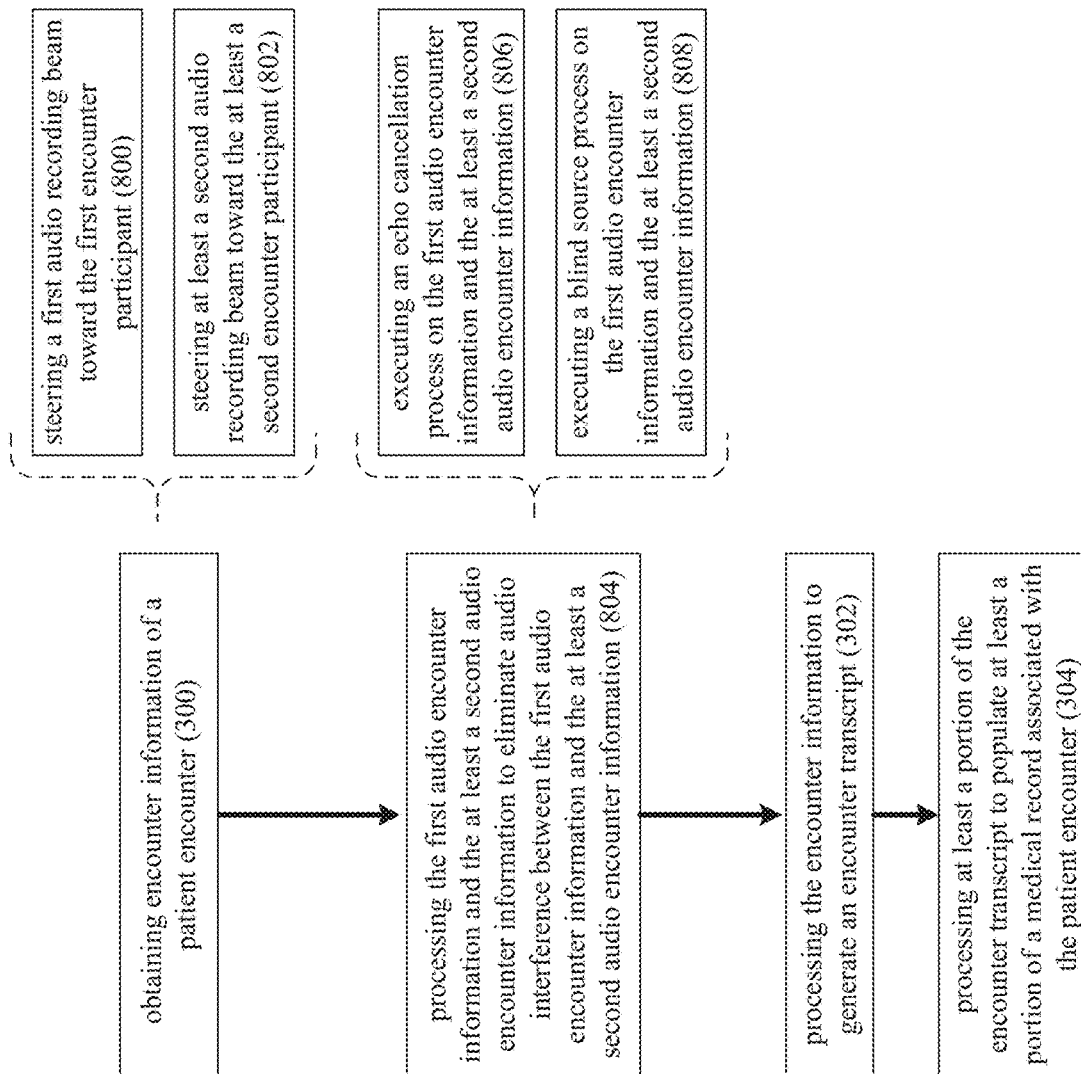 obtaining encounter information of a
patient encounter (300)
steering a first audio recording beam
toward the first encounter
participant (800)
steering at least a second audio
recording beam toward the at least a
second encounter participant (802)
processing the first audio encounter
information and the at least a second audio
encounter information to eliminate audio
interference between the first audio
encounter information and the at least a
second audio encounter information (804)
executing an echo cancellation
process on the first audio encounter
information and the at least a second
audio encounter information (806)
executing a blind source process on
the first audio encounter
information and the at least a second
audio encounter information (808)
processing the encounter information to
generate an encounter transcript (302)
processing at least a portion of the
encounter transcript to populate at least a
portion of a medical record associated with
the patient encounter (304)